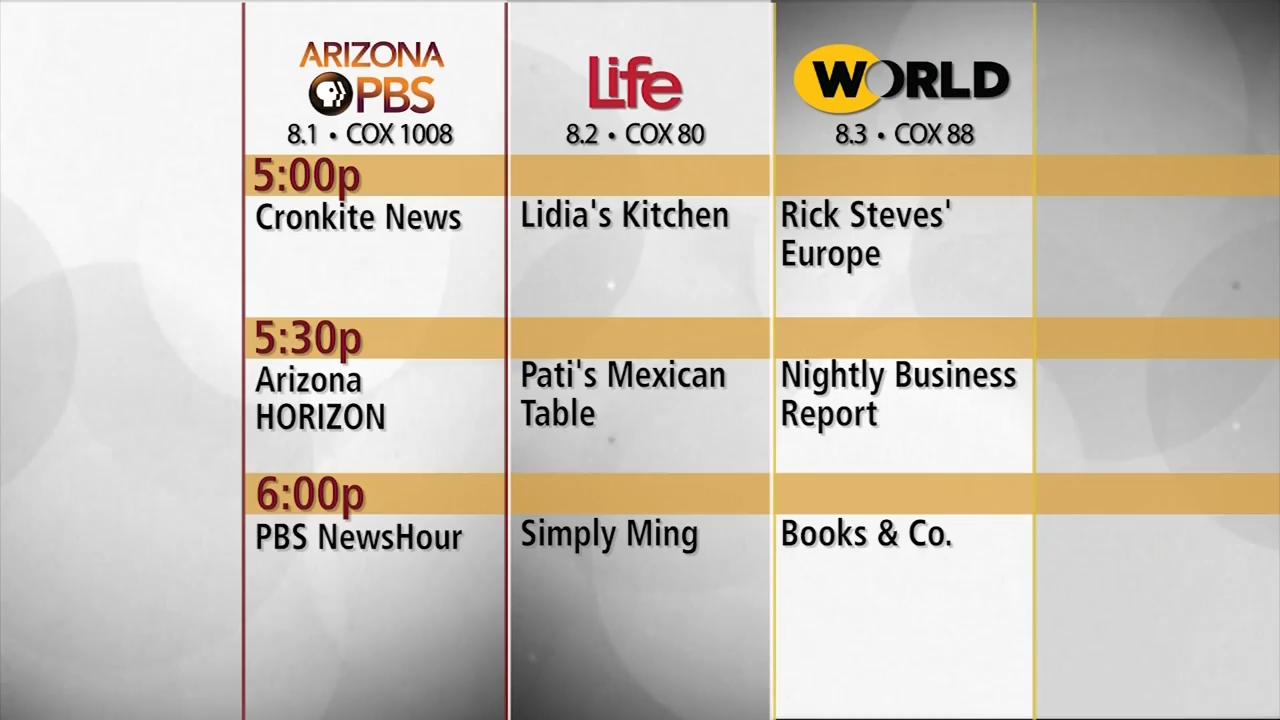 ARIZONA
PBS
8.1 • COX 1008
Life
8.2 • COX 80
WORLD
8.3 • COX 88
5:00p
Cronkite News
Lidia's Kitchen
Rick Steves'
Europe
5:30p
Arizona
HORIZON
Pati's Mexican
Table
Nightly Business
Report
6:00p
PBS NewsHour
Simply Ming
Books & Co.